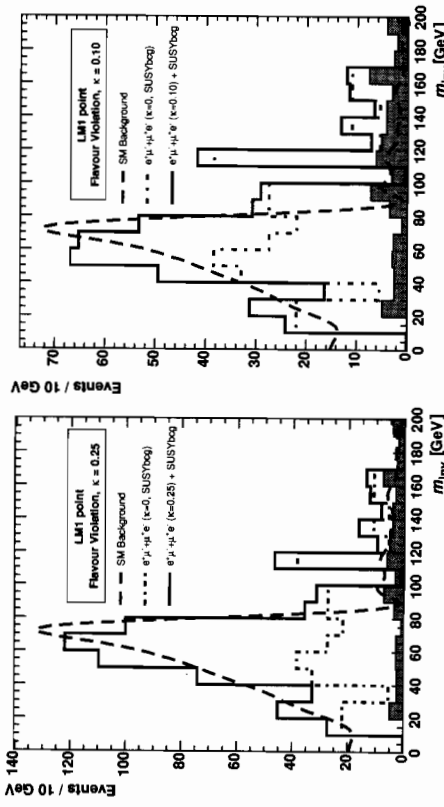 Events / 10 GeV
140
120
100
80
60
40
20
0
LM1 point
Flavour Violation, κ = 0.25
SM Background
e⁺μ⁻+μ⁺e⁻ (κ=0, SUSYbcg)
e⁺μ⁻+μ⁺e⁻ (κ=0.25) + SUSYbcg
0 20 40 60 80 100 120 140 160 180 200
[GeV]
Events / 10 GeV
70
60
50
40
30
20
10
0
LM1 point
Flavour Violation, κ = 0.10
SM Background
e⁺μ⁻+μ⁺e⁻ (κ=0, SUSYbcg)
e⁺μ⁻+μ⁺e⁻ (κ=0.10) + SUSYbcg
0 20 40 60 80 100 120 140 160 180 200
[GeV]